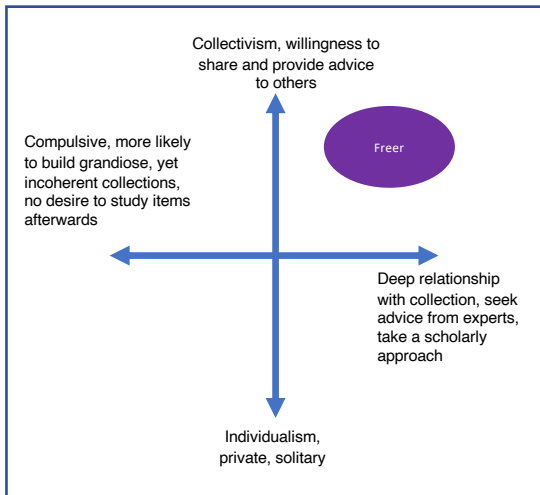 Collectivism, willingness to
share and provide advice
to others
Compulsive, more likely
to build grandiose, yet
incoherent collections,
no desire to study items
afterwards
Freer
Deep relationship
with collection, seek
advice from experts,
take a scholarly
approach
Individualism,
private, solitary